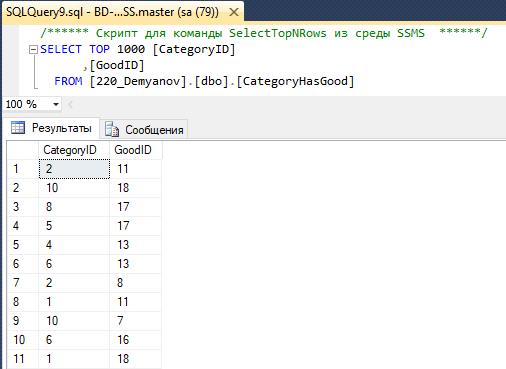 SQLQuery9.sql - BD-...SS.master (sa (79))
/****** Скрипт для команды SelectTopNRows из среды SSMS ******/
SELECT TOP 1000 [CategoryID]
,[GoodID]
FROM [220_Demyanov].[dbo].[CategoryHasGood]
100 %
Результаты Сообщения
CategoryID GoodID
1 2 11
2 10 18
3 8 17
4 5 17
5 4 13
6 6 13
7 2 8
8 1 11
9 10 7
10 6 16
11 1 18